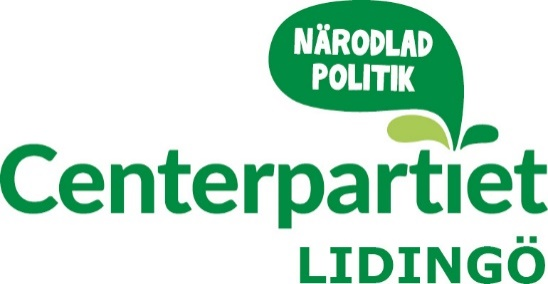 NÄRODLAD
POLITIK
Centerpartiet
LIDINGÖ